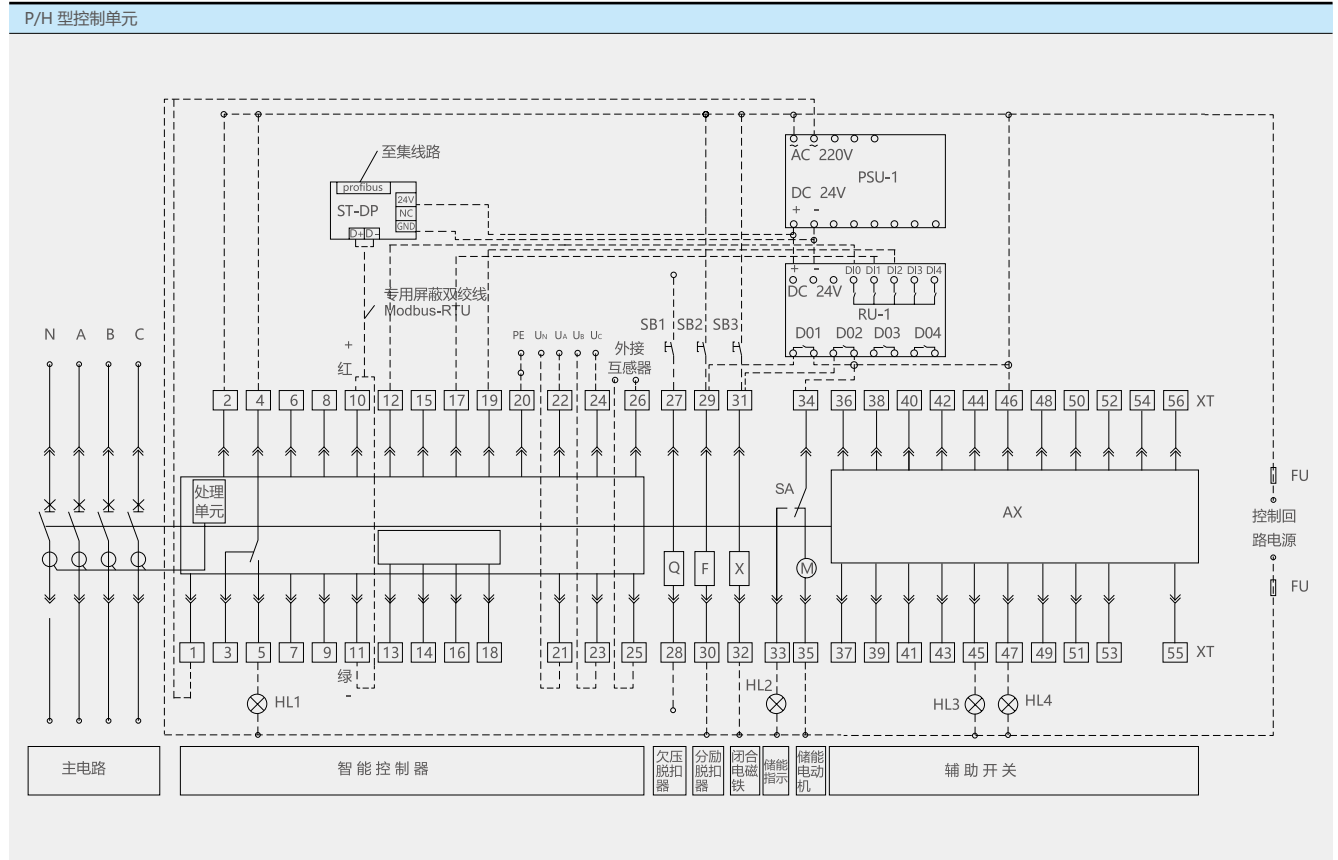 P/H 型控制单元
至集线路
profibus
ST-DP
24V
NC
GND
D+ D-
AC 220V
PSU-1
DC 24V
+ -
+ - DI0 DI1 DI2 DI3 DI4
DC 24V
RU-1
D01 D02 D03 D04
专用屏蔽双绞线
Modbus-RTU
N A B C
+
红
PE UN UA UB UC
外接
互感器
SB1 SB2 SB3
2 4 6 8 10 12 15 17 19 20 22 24 26 27 29 31 34 36 38 40 42 44 46 48 50 52 54 56 XT
处理
单元
SA
AX
FU
控制回
路电源
FU
Q F X M
1 3 5 7 9 11 13 14 16 18 21 23 25 28 30 32 33 35 37 39 41 43 45 47 49 51 53 55 XT
绿
-
HL1
HL2
HL3
HL4
主电路
智能控制器
欠压
脱扣
器
分励
脱扣
器
闭合
电磁
铁
储能
指示
储能
电动
机
辅助开关